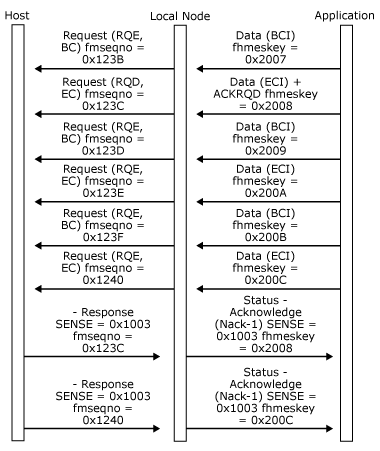 Host
Local Node
Application
Request (RQE,
BC) fmseqno =
0x123B
Data (BCI)
fhmeskey =
0x2007
Request (RQD,
EC) fmseqno =
0x123C
Data (ECI) +
ACKRQD fhmeskey
= 0x2008
Request (RQE,
BC) fmseqno =
0x123D
Data (BCI)
fhmeskey =
0x2009
Request (RQE,
EC) fmseqno =
0x123E
Data (ECI)
fhmeskey =
0x200A
Request (RQE,
BC) fmseqno =
0x123F
Data (BCI)
fhmeskey =
0x200B
Request (RQE,
EC) fmseqno =
0x1240
Data (ECI)
fhmeskey =
0x200C
- Response
SENSE = 0x1003
fmseqno =
0x123C
Status -
Acknowledge
(Nack-1) SENSE =
0x1003 fhmeskey
= 0x2008
- Response
SENSE = 0x1003
fmseqno =
0x1240
Status -
Acknowledge
(Nack-1) SENSE =
0x1003 fhmeskey
= 0x200C